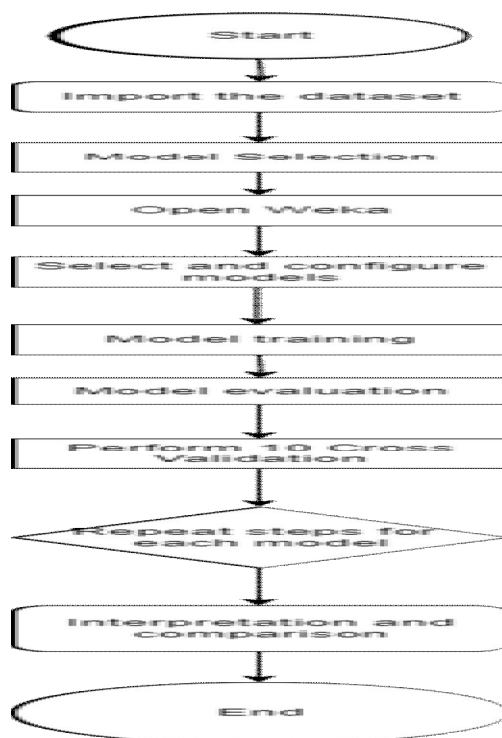 Start
Import the dataset
Model Selection
Open Weka
Select and configure
models
Model training
Model evaluation
Perform 10 Cross
Validation
Repeat steps for
each model
Interpretation and
comparison
End